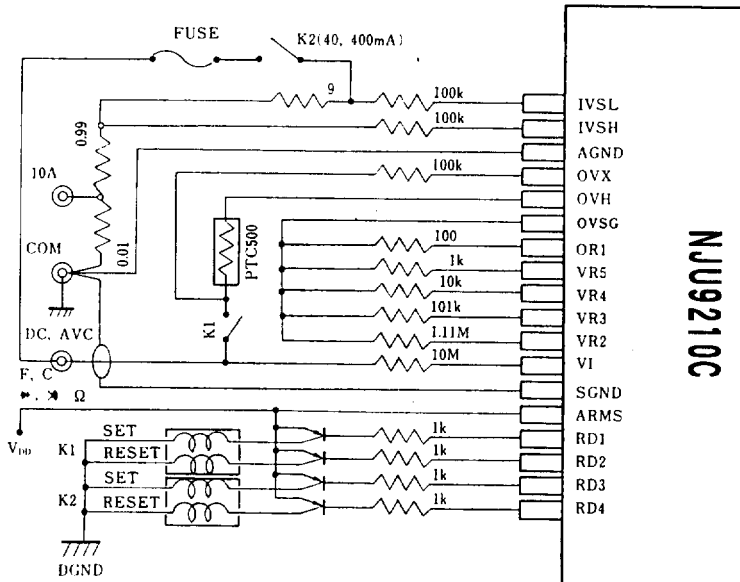 FUSE
K2(40, 400mA)
9
100k
IVSL
0.99
100k
IVSH
AGND
10A
100k
OVX
OVH
PTC500
OVSG
COM
0.01
100
OR1
1k
VR5
10k
VR4
K1
101k
VR3
DC, AVC
1.11M
VR2
10M
VI
F, C
Ω
SGND
ARMS
VDD
K1
SET
1k
RD1
RESET
1k
RD2
K2
SET
1k
RD3
RESET
1k
RD4
DGND
NJU9210C